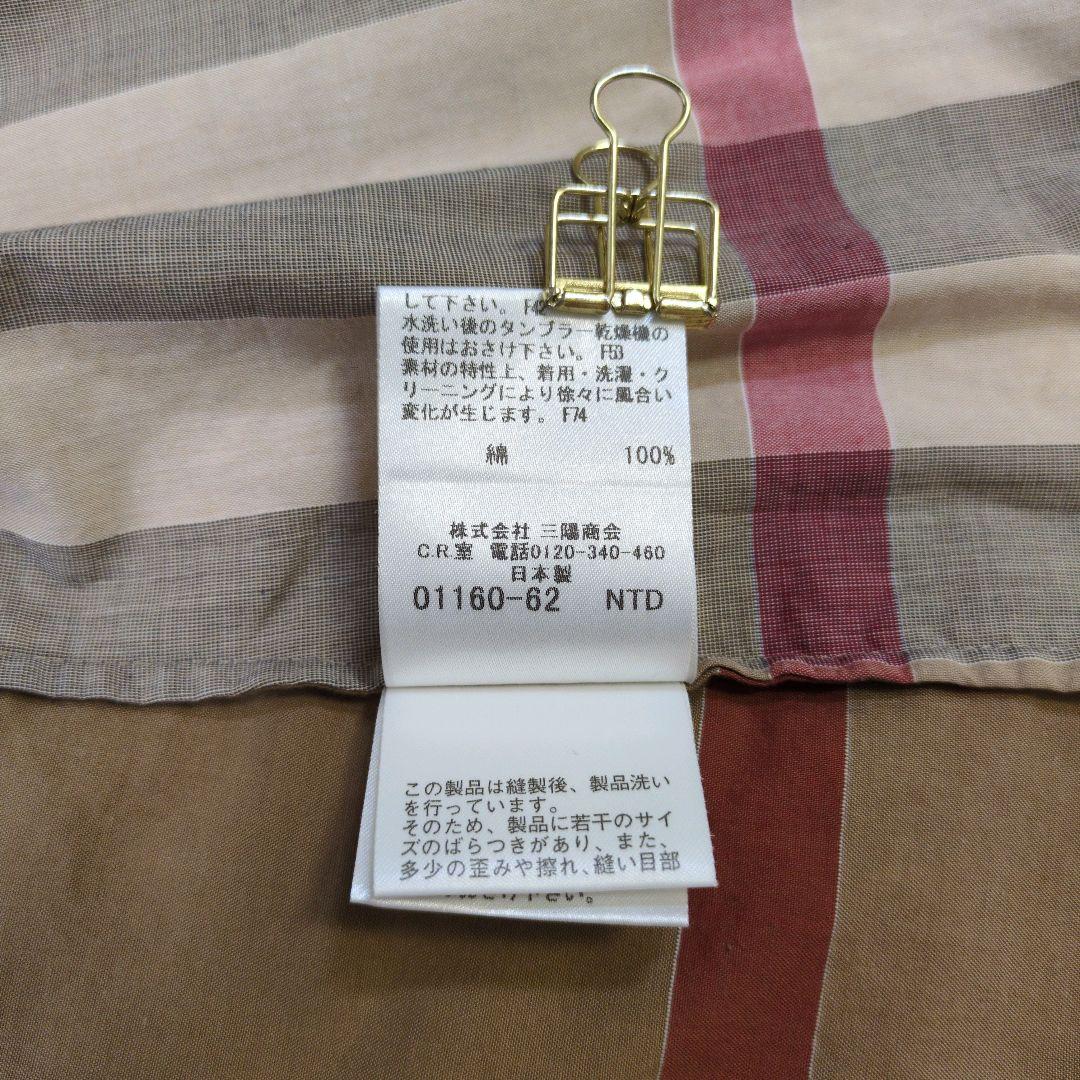 して下さい。 F42
水洗い後のタンブラー乾燥機の
使用はおさけ下さい。 F53
素材の特性上、着用・洗濯・ク
リーニングにより徐々に風合い
変化が生じます。 F74
綿 100%
株式会社 三陽商会
C.R.室 電話0120-340-460
日本製
01160-62 NTD
この製品は縫製後、製品洗い
を行っています。
そのため、製品に若干のサイ
ズのばらつきがあり、また、
多少の歪みや擦れ、縫い目部
下さい。